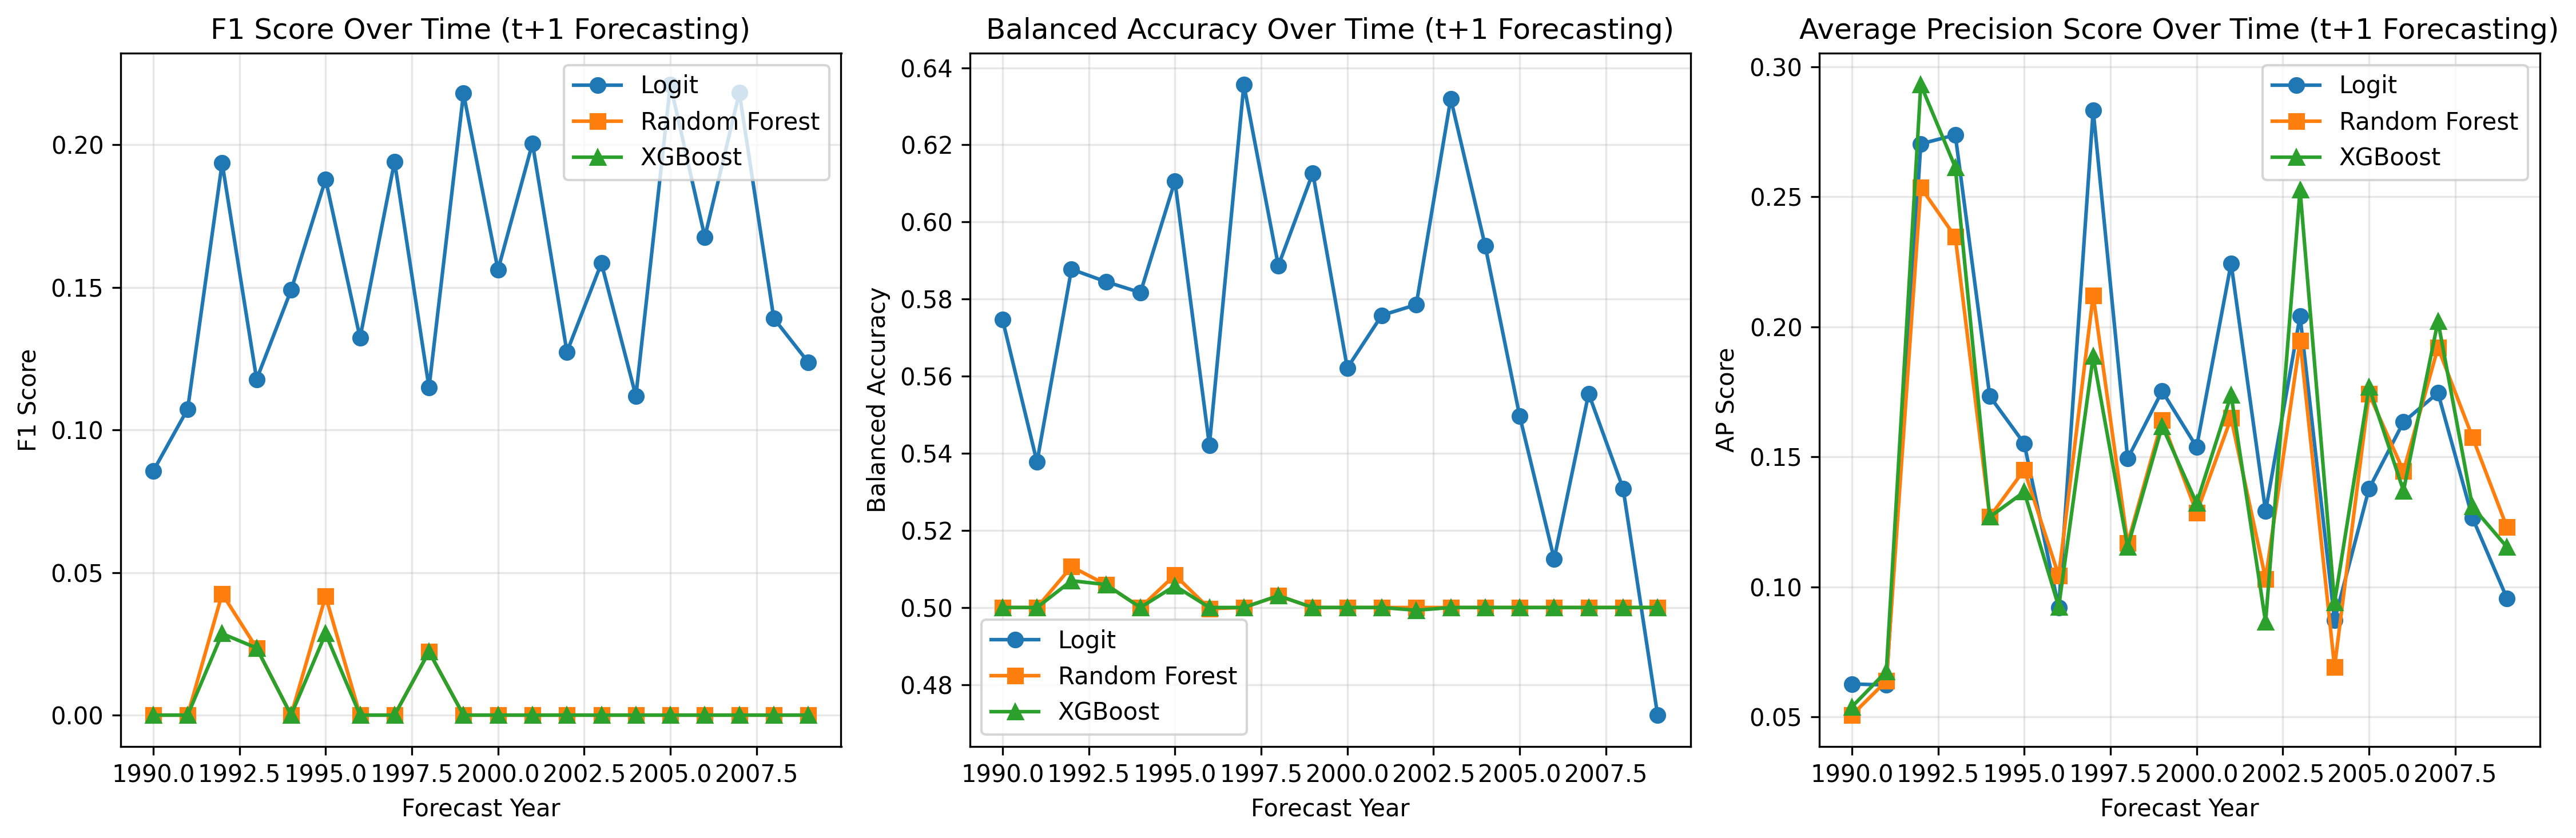 F1 Score Over Time (t+1 Forecasting)
F1 Score
0.20
0.15
0.10
0.05
0.00
Logit
Random Forest
XGBoost
1990.0 1992.5 1995.0 1997.5 2000.0 2002.5 2005.0 2007.5
Forecast Year
Balanced Accuracy Over Time (t+1 Forecasting)
Balanced Accuracy
0.64
0.62
0.60
0.58
0.56
0.54
0.52
0.50
0.48
Logit
Random Forest
XGBoost
1990.0 1992.5 1995.0 1997.5 2000.0 2002.5 2005.0 2007.5
Forecast Year
Average Precision Score Over Time (t+1 Forecasting)
AP Score
0.30
0.25
0.20
0.15
0.10
0.05
Logit
Random Forest
XGBoost
1990.0 1992.5 1995.0 1997.5 2000.0 2002.5 2005.0 2007.5
Forecast Year